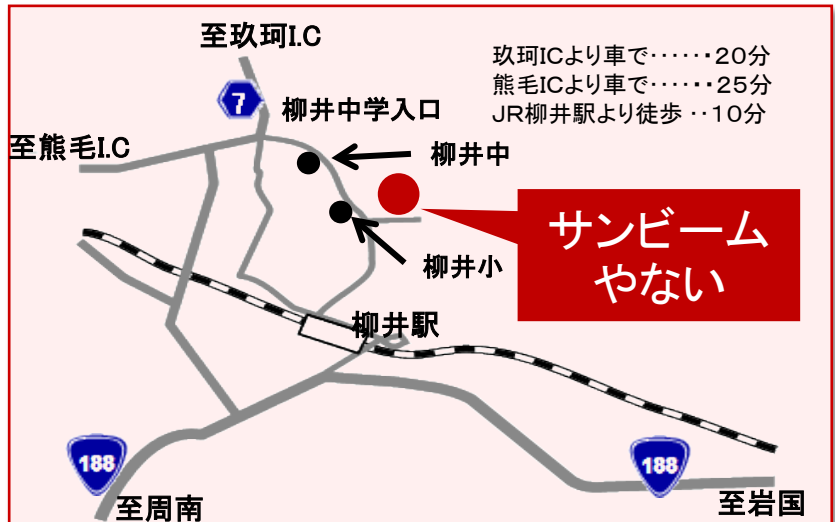 至玖珂I.C
玖珂ICより車で‥‥‥20分
熊毛ICより車で‥‥‥25分
JR柳井駅より徒歩 ‥10分
7
柳井中学入口
至熊毛I.C
柳井中
サンビーム
やない
柳井小
柳井駅
188
188
至周南
至岩国